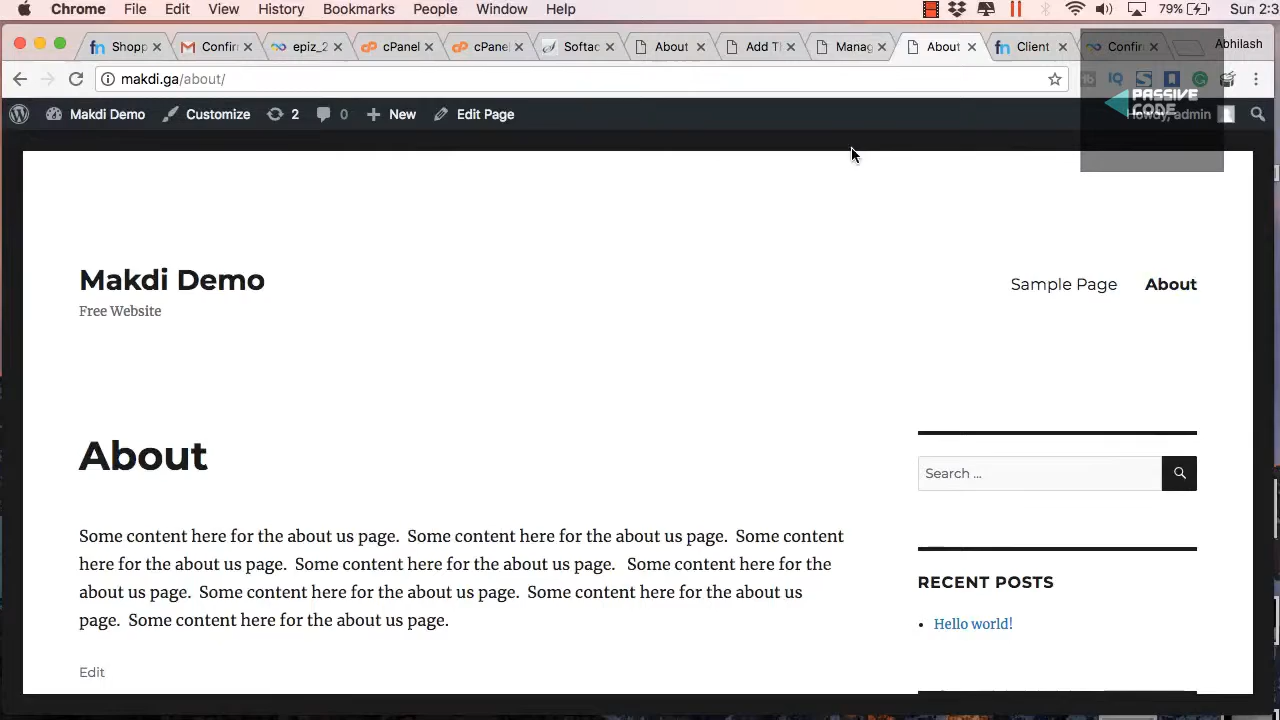 Chrome File Edit View History Bookmarks People Window Help 79% Sun 2:3
Shopp Confirm epiz_2 cPanel cPanel Softac About Add Th Manag About Client Confir Abhilash
makdi.ga/about/
PASSIVE CODE
Makdi Demo Customize 2 0 New Edit Page Howdy, admin
Makdi Demo
Sample Page About
Free Website
About
Search ...
Some content here for the about us page. Some content here for the about us page. Some content
here for the about us page. Some content here for the about us page. Some content here for the
about us page. Some content here for the about us page. Some content here for the about us
page. Some content here for the about us page.
Edit
RECENT POSTS
Hello world!